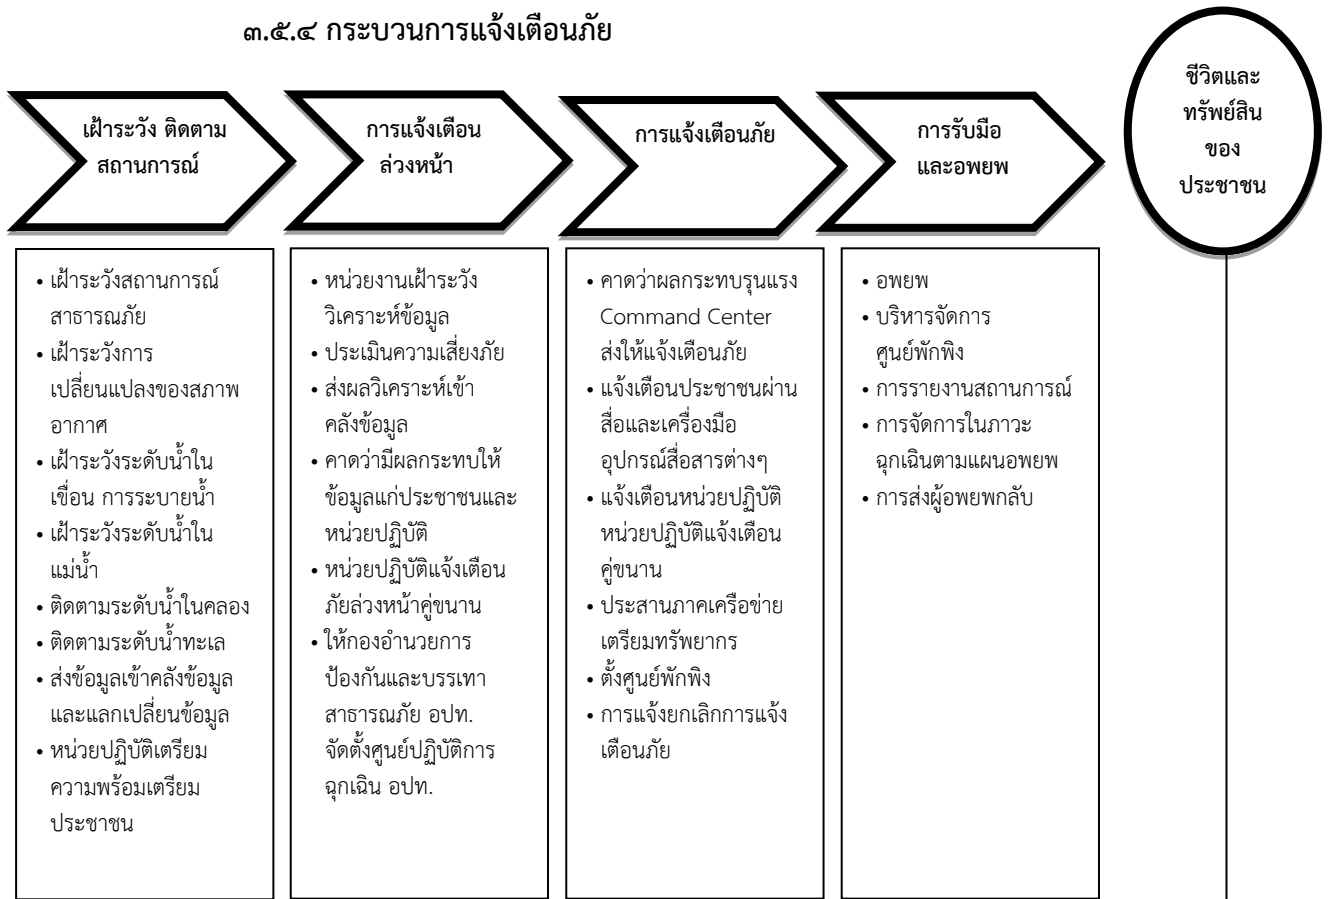 ๓.๕.๔ กระบวนการแจ้งเตือนภัย
เฝ้าระวัง ติดตาม
สถานการณ์
การแจ้งเตือน
ล่วงหน้า
การแจ้งเตือนภัย
การรับมือ
และอพยพ
ชีวิตและ
ทรัพย์สิน
ของ
ประชาชน
• เฝ้าระวังสถานการณ์
สาธารณภัย
• เฝ้าระวังการ
เปลี่ยนแปลงของสภาพ
อากาศ
• เฝ้าระวังระดับน้ำใน
เขื่อน การระบายน้ำ
• เฝ้าระวังระดับน้ำใน
แม่น้ำ
• ติดตามระดับน้ำในคลอง
• ติดตามระดับน้ำทะเล
• ส่งข้อมูลเข้าคลังข้อมูล
และแลกเปลี่ยนข้อมูล
• หน่วยปฏิบัติเตรียม
ความพร้อมเตรียม
ประชาชน
• หน่วยงานเฝ้าระวัง
วิเคราะห์ข้อมูล
• ประเมินความเสี่ยงภัย
• ส่งผลวิเคราะห์เข้า
คลังข้อมูล
• คาดว่ามีผลกระทบให้
ข้อมูลแก่ประชาชนและ
หน่วยปฏิบัติ
• หน่วยปฏิบัติแจ้งเตือน
ภัยล่วงหน้าคู่ขนาน
• ให้กองอำนวยการ
ป้องกันและบรรเทา
สาธารณภัย อปท.
จัดตั้งศูนย์ปฏิบัติการ
ฉุกเฉิน อปท.
• คาดว่าผลกระทบรุนแรง
Command Center
ส่งให้แจ้งเตือนภัย
• แจ้งเตือนประชาชนผ่าน
สื่อและเครื่องมือ
อุปกรณ์สื่อสารต่างๆ
• แจ้งเตือนหน่วยปฏิบัติ
หน่วยปฏิบัติแจ้งเตือน
คู่ขนาน
• ประสานภาคเครือข่าย
เตรียมทรัพยากร
• ตั้งศูนย์พักพิง
• การแจ้งยกเลิกการแจ้ง
เตือนภัย
• อพยพ
• บริหารจัดการ
ศูนย์พักพิง
• การรายงานสถานการณ์
• การจัดการในภาวะ
ฉุกเฉินตามแผนอพยพ
• การส่งผู้อพยพกลับ